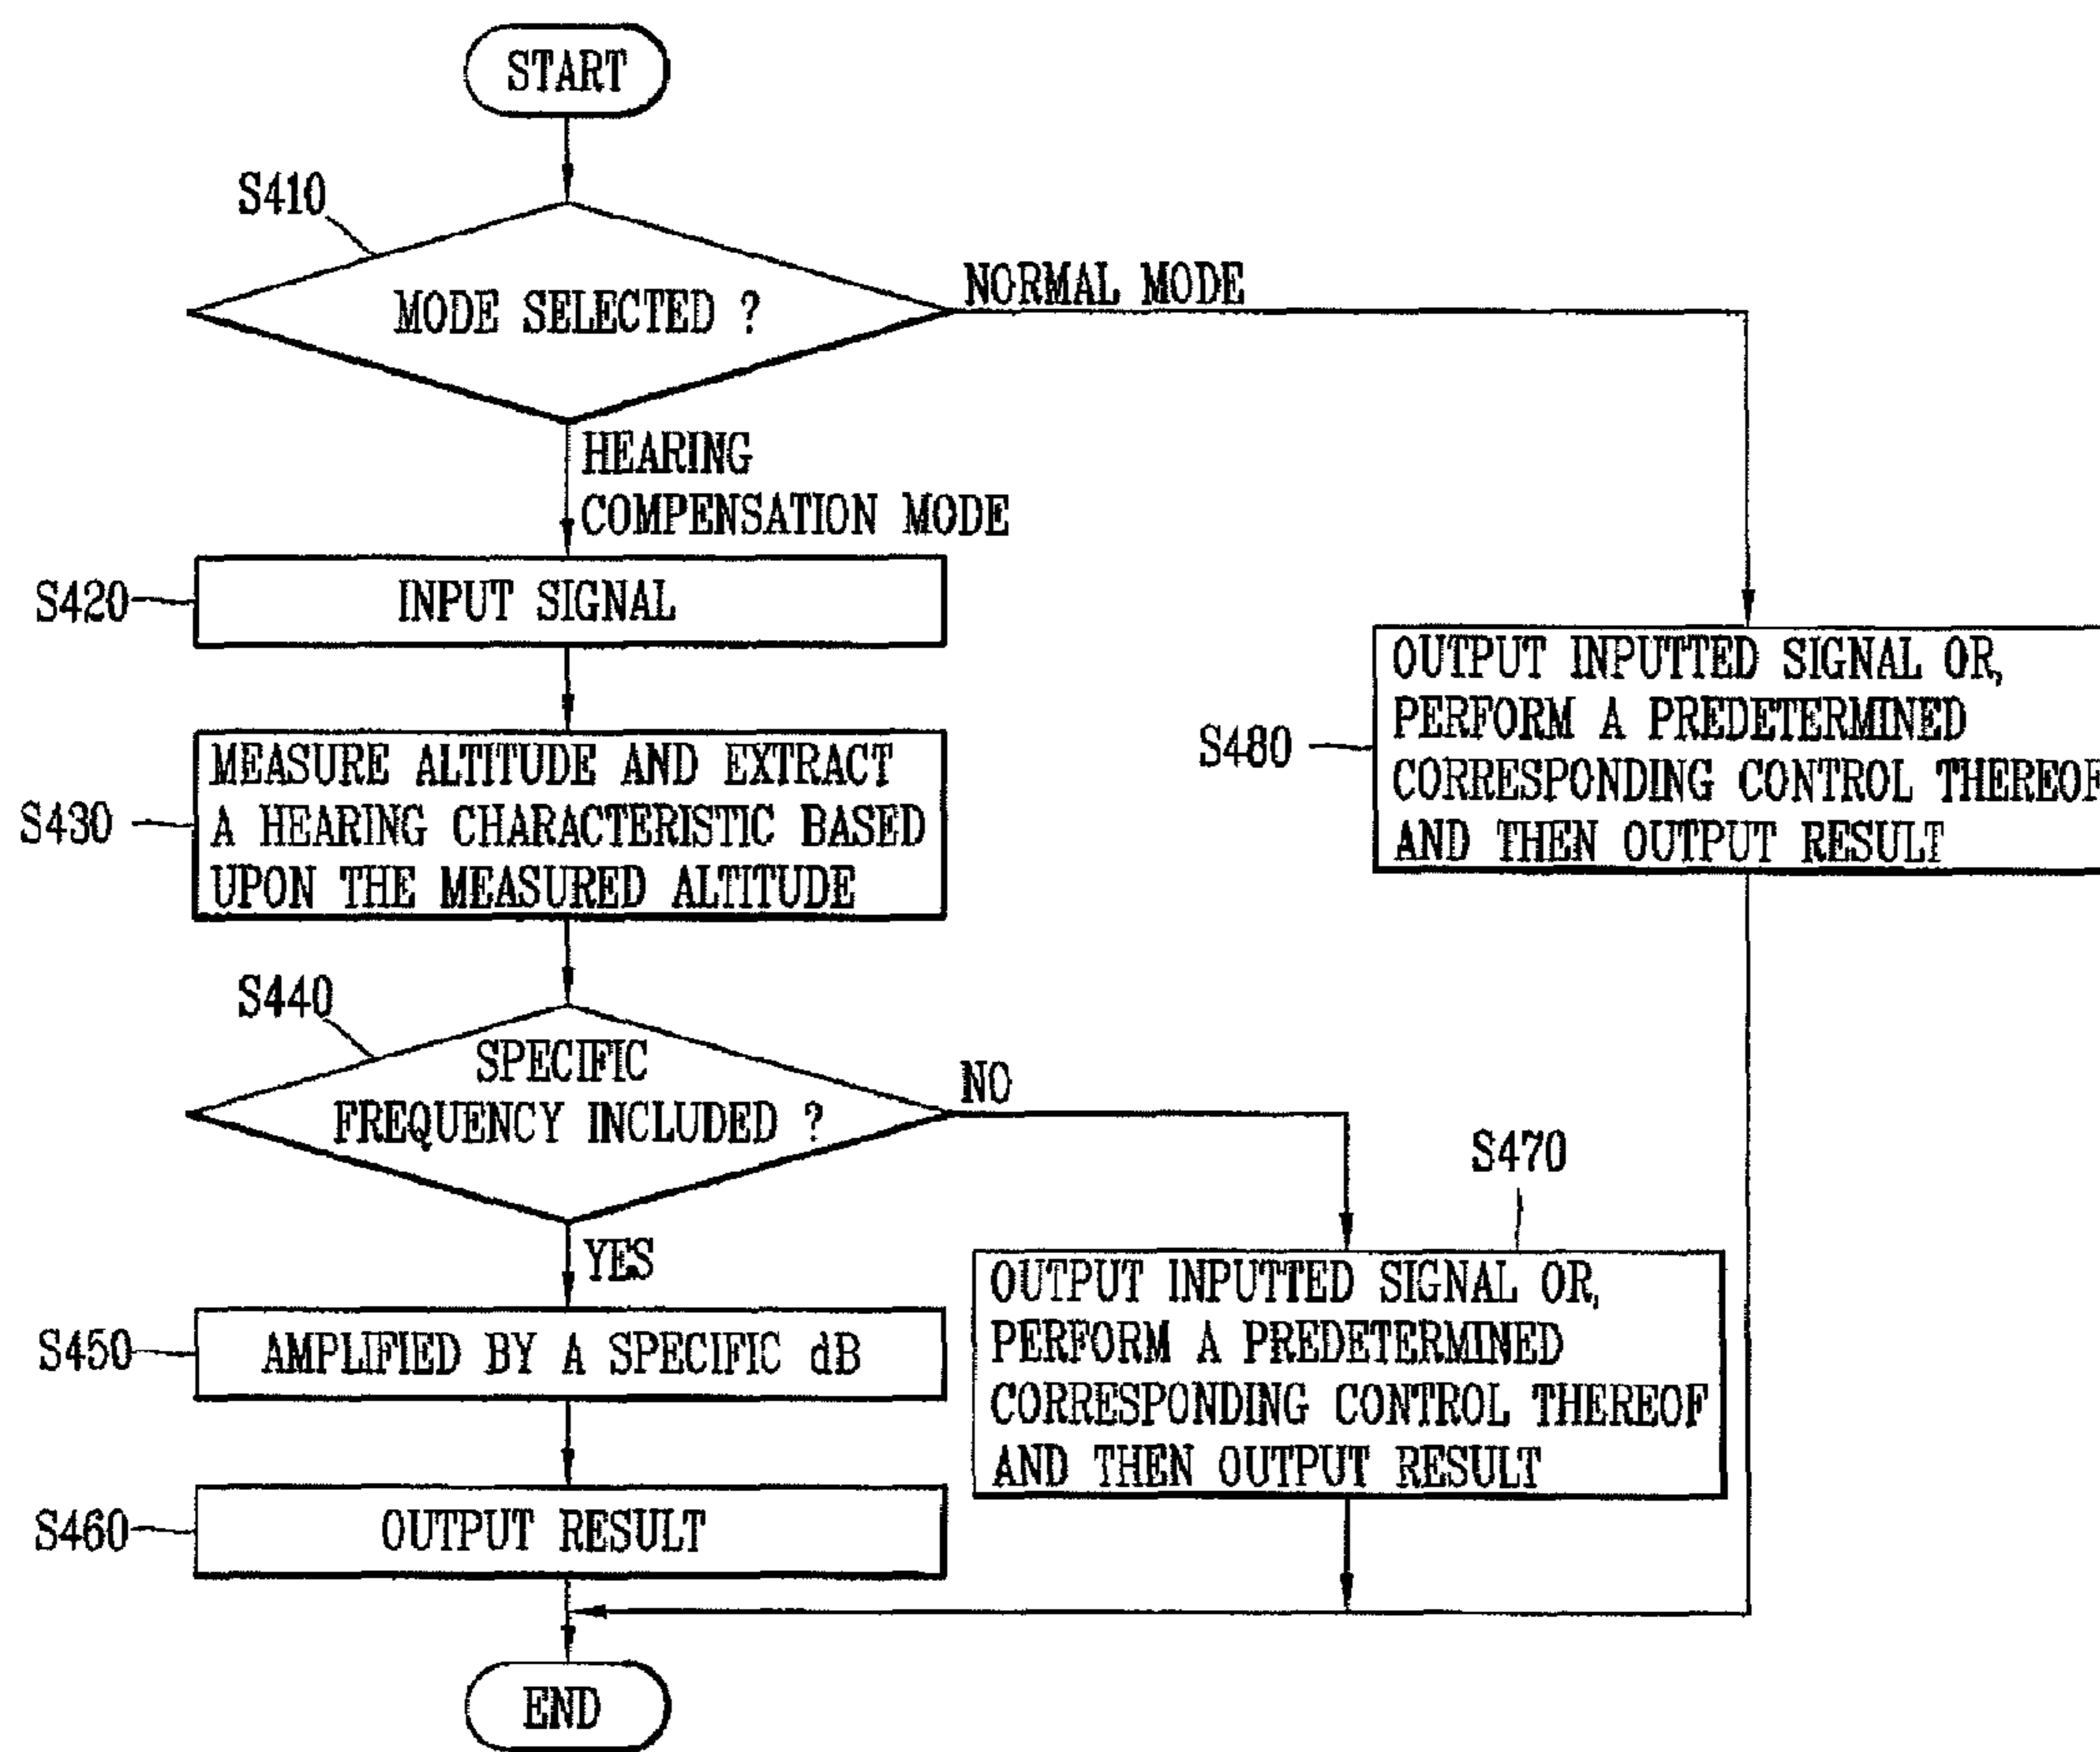 START
S410
MODE SELECTED ?
NORMAL MODE
HEARING
COMPENSATION MODE
S420
INPUT SIGNAL
S430
MEASURE ALTITUDE AND EXTRACT
A HEARING CHARACTERISTIC BASED
UPON THE MEASURED ALTITUDE
S480
OUTPUT INPUTTED SIGNAL OR,
PERFORM A PREDETERMINED
CORRESPONDING CONTROL THEREOF
AND THEN OUTPUT RESULT
S440
SPECIFIC
FREQUENCY INCLUDED ?
NO
YES
S470
OUTPUT INPUTTED SIGNAL OR,
PERFORM A PREDETERMINED
CORRESPONDING CONTROL THEREOF
AND THEN OUTPUT RESULT
S450
AMPLIFIED BY A SPECIFIC dB
S460
OUTPUT RESULT
END